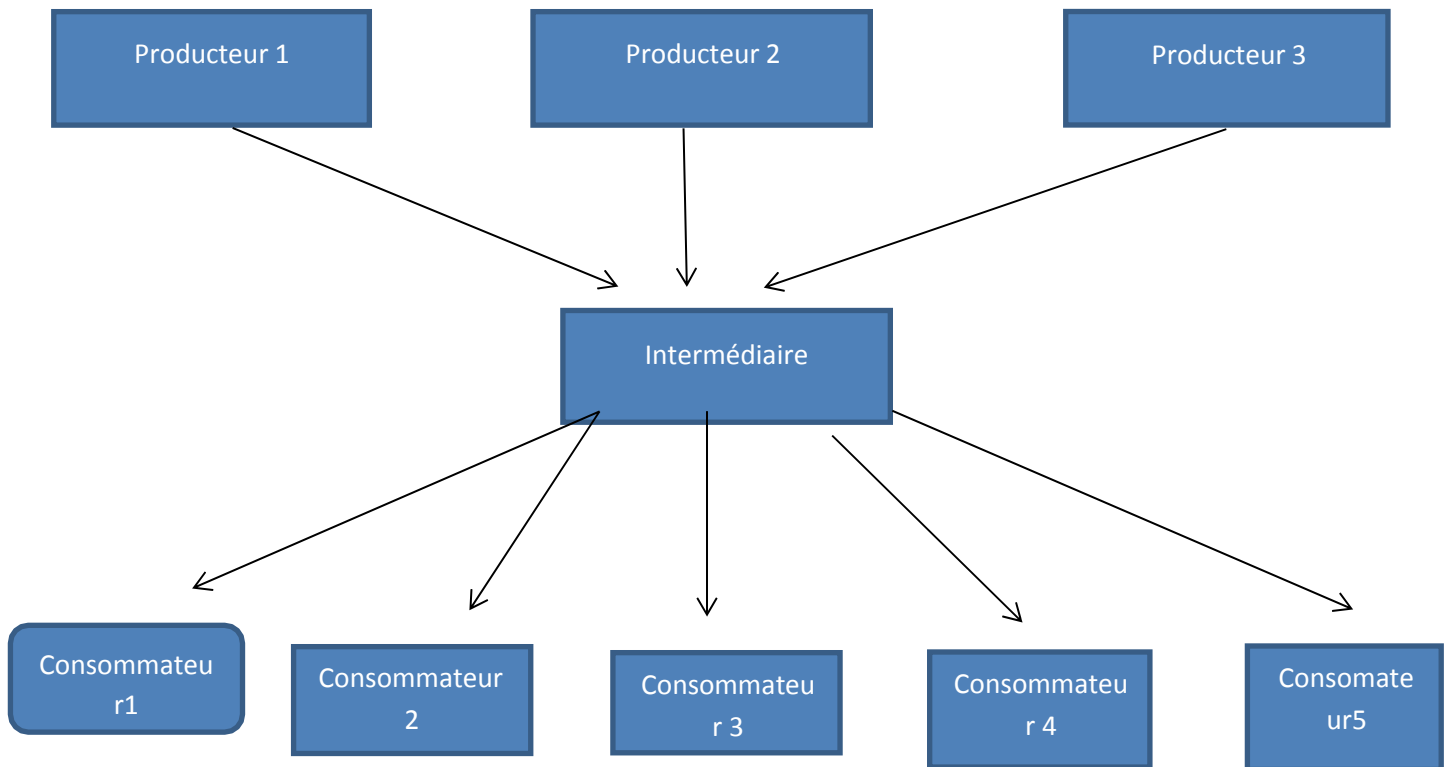 Producteur 1
Producteur 2
Producteur 3
Intermédiaire
Consommateu
r1
Consommateur
2
Consommateu
r 3
Consommateu
r 4
Consomate
ur5